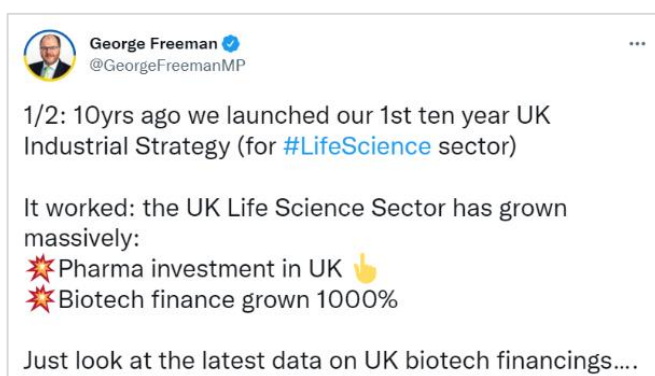 George Freeman
@GeorgeFreemanMP
1/2: 10yrs ago we launched our 1st ten year UK
Industrial Strategy (for #LifeScience sector)
It worked: the UK Life Science Sector has grown
massively:
💥Pharma investment in UK 👆
💥Biotech finance grown 1000%
Just look at the latest data on UK biotech financings....